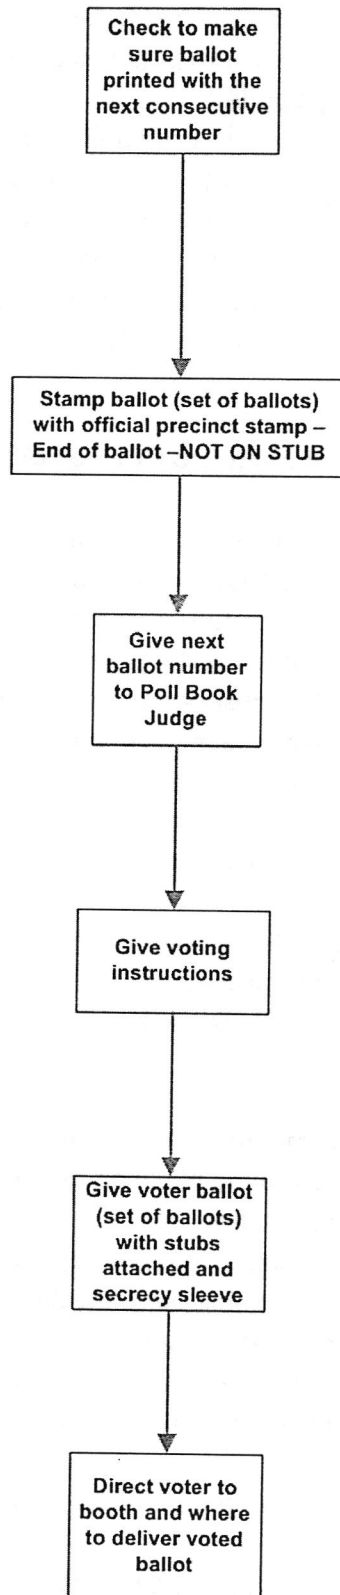 Check to make
sure ballot
printed with the
next consecutive
number
Stamp ballot (set of ballots)
with official precinct stamp –
End of ballot –NOT ON STUB
Give next
ballot number
to Poll Book
Judge
Give voting
instructions
Give voter ballot
(set of ballots)
with stubs
attached and
secrecy sleeve
Direct voter to
booth and where
to deliver voted
ballot